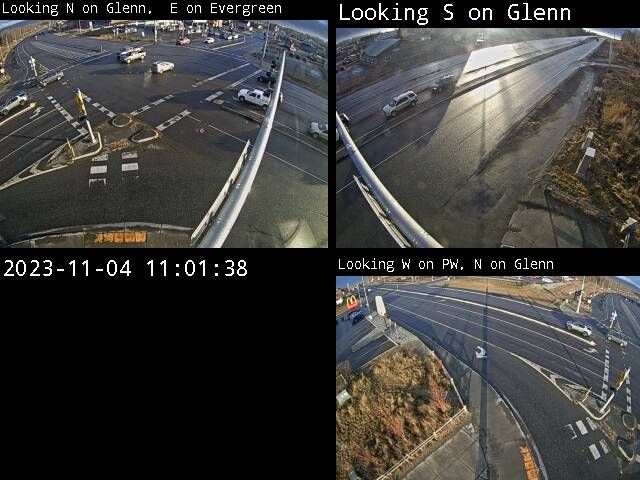 Looking N on Glenn,  E on Evergreen
Looking S on Glenn
2023-11-04 11:01:38
Looking W on PW, N on Glenn